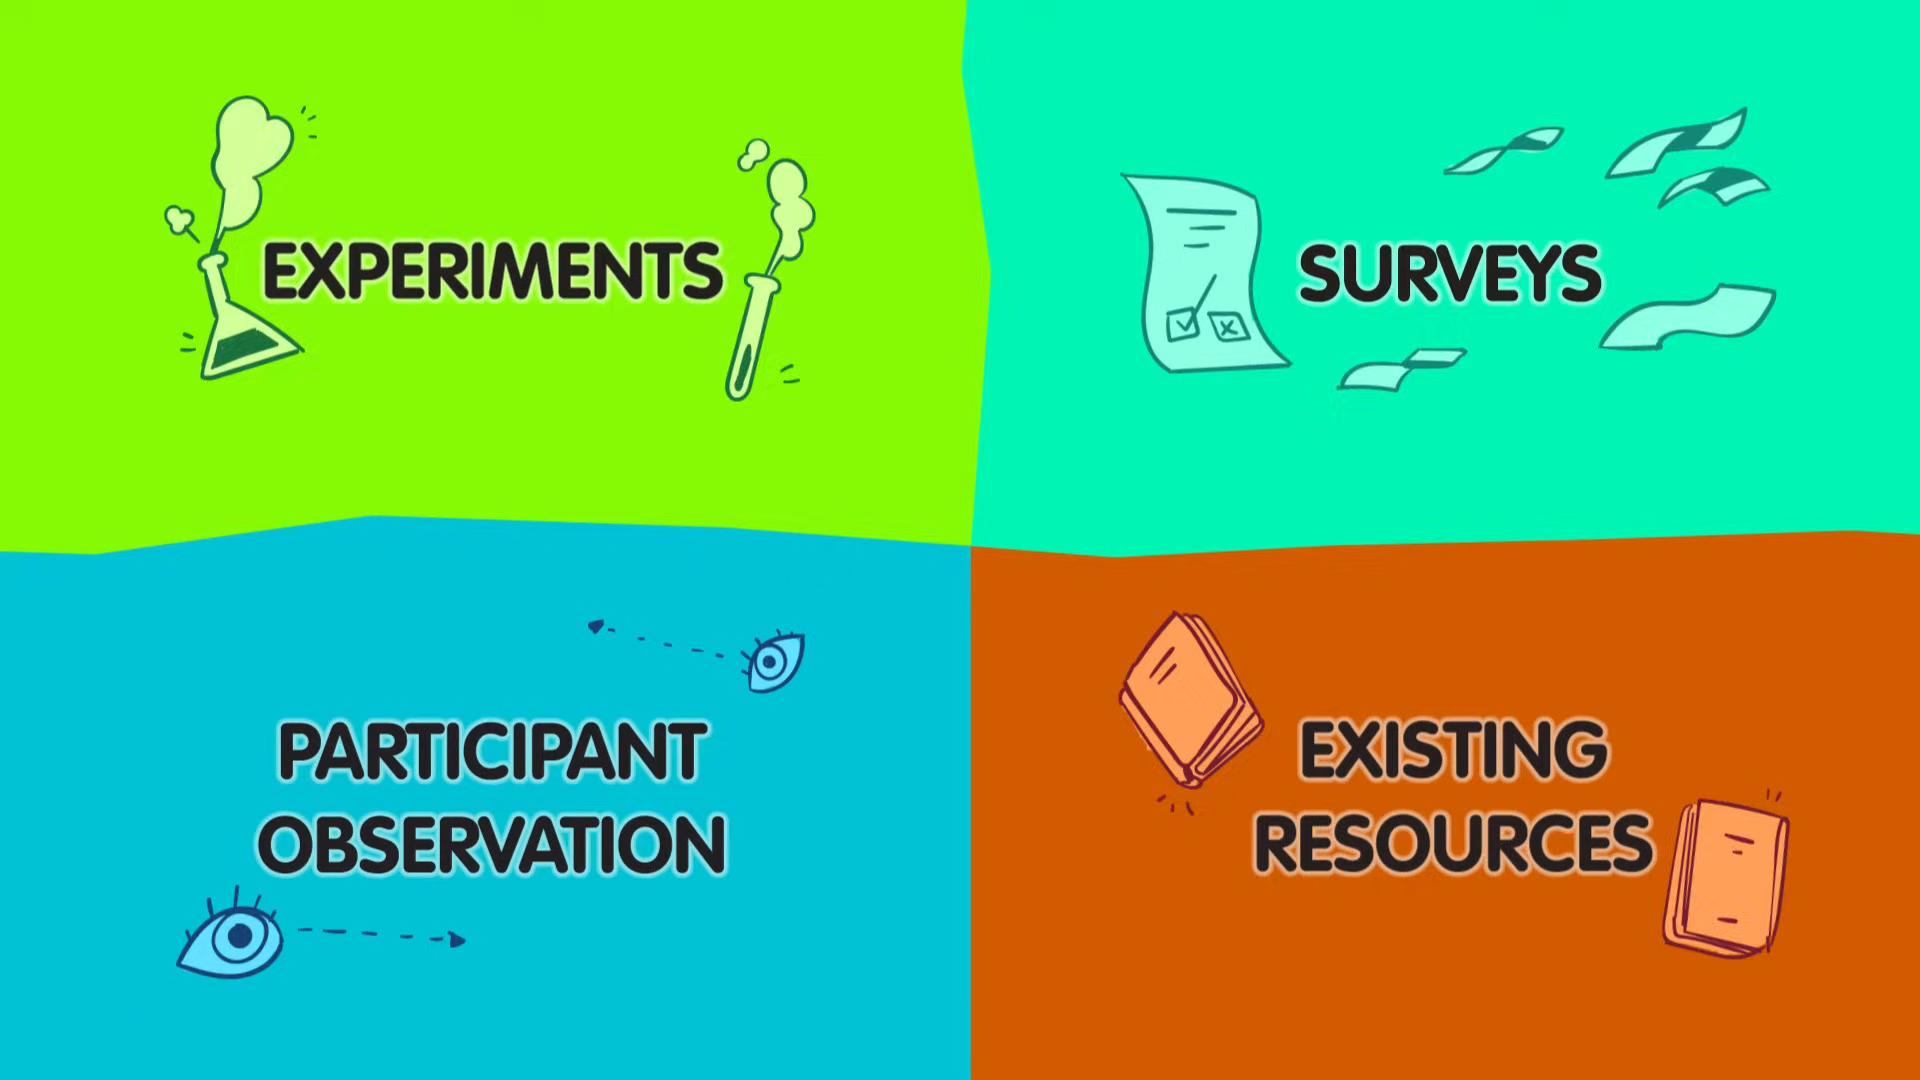 EXPERIMENTS
SURVEYS
PARTICIPANT
OBSERVATION
EXISTING
RESOURCES